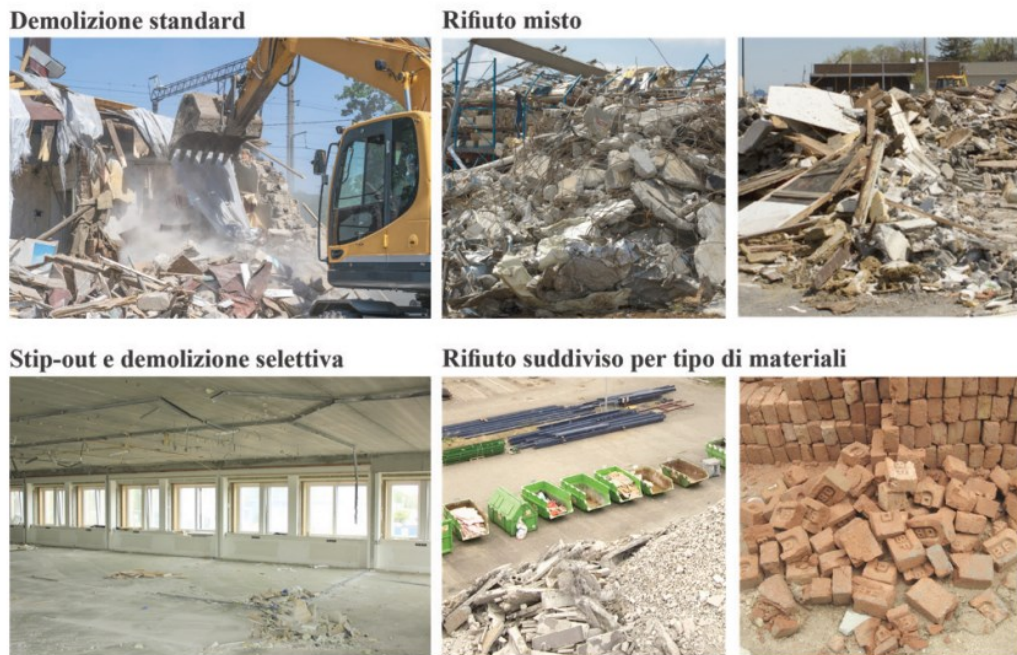 Demolizione standard
Rifiuto misto
Stip-out e demolizione selettiva
Rifiuto suddiviso per tipo di materiali